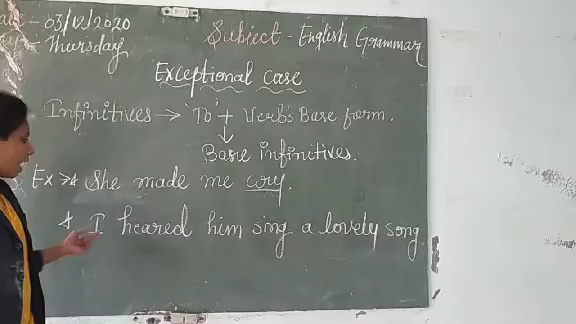 03/12/2020
Thursday
Subject - English Grammar
Exceptional case
Infinitives → 'To' + Verbs Base form.
↓
Bare infinitives.
Ex → * She made me cry.
* I heared him sing a lovely song.